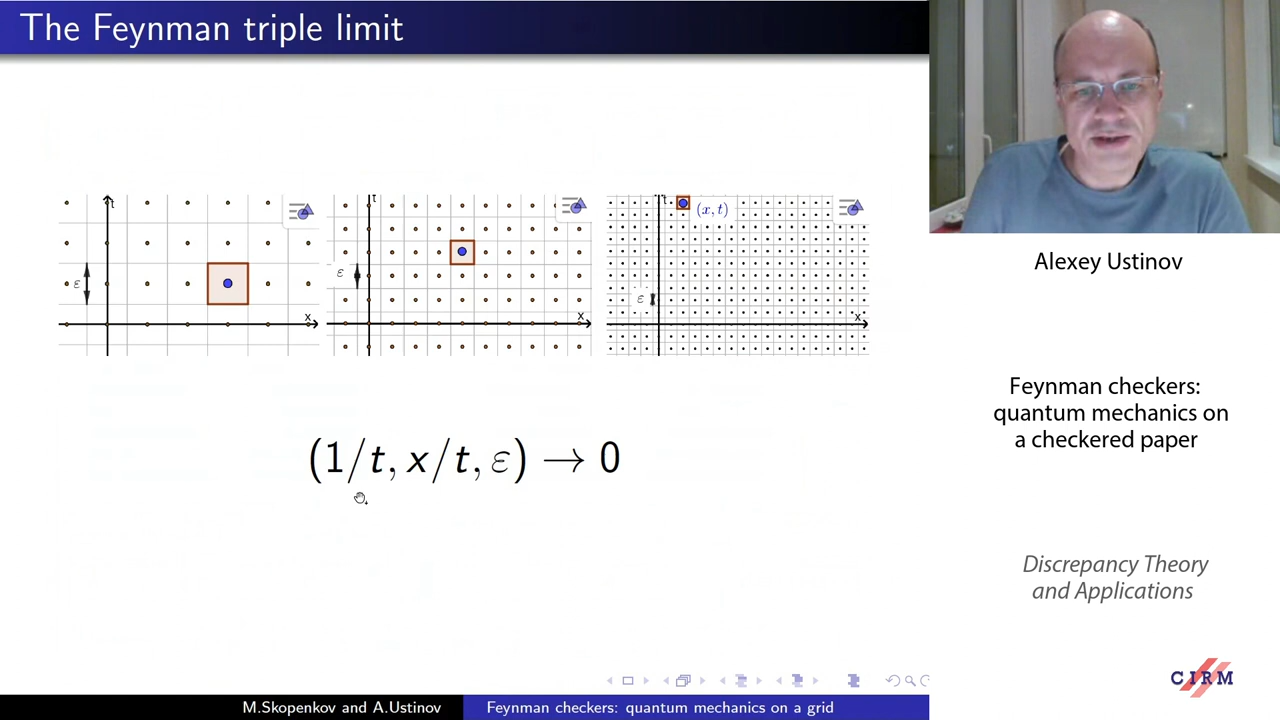 The Feynman triple limit
t
ε
x
t
ε
x
t
(x, t)
ε
x
(1/t, x/t, ε) → 0
M.Skopenkov and A.Ustinov
Feynman checkers: quantum mechanics on a grid
Alexey Ustinov
Feynman checkers:
quantum mechanics on
a checkered paper
Discrepancy Theory
and Applications
CIRM